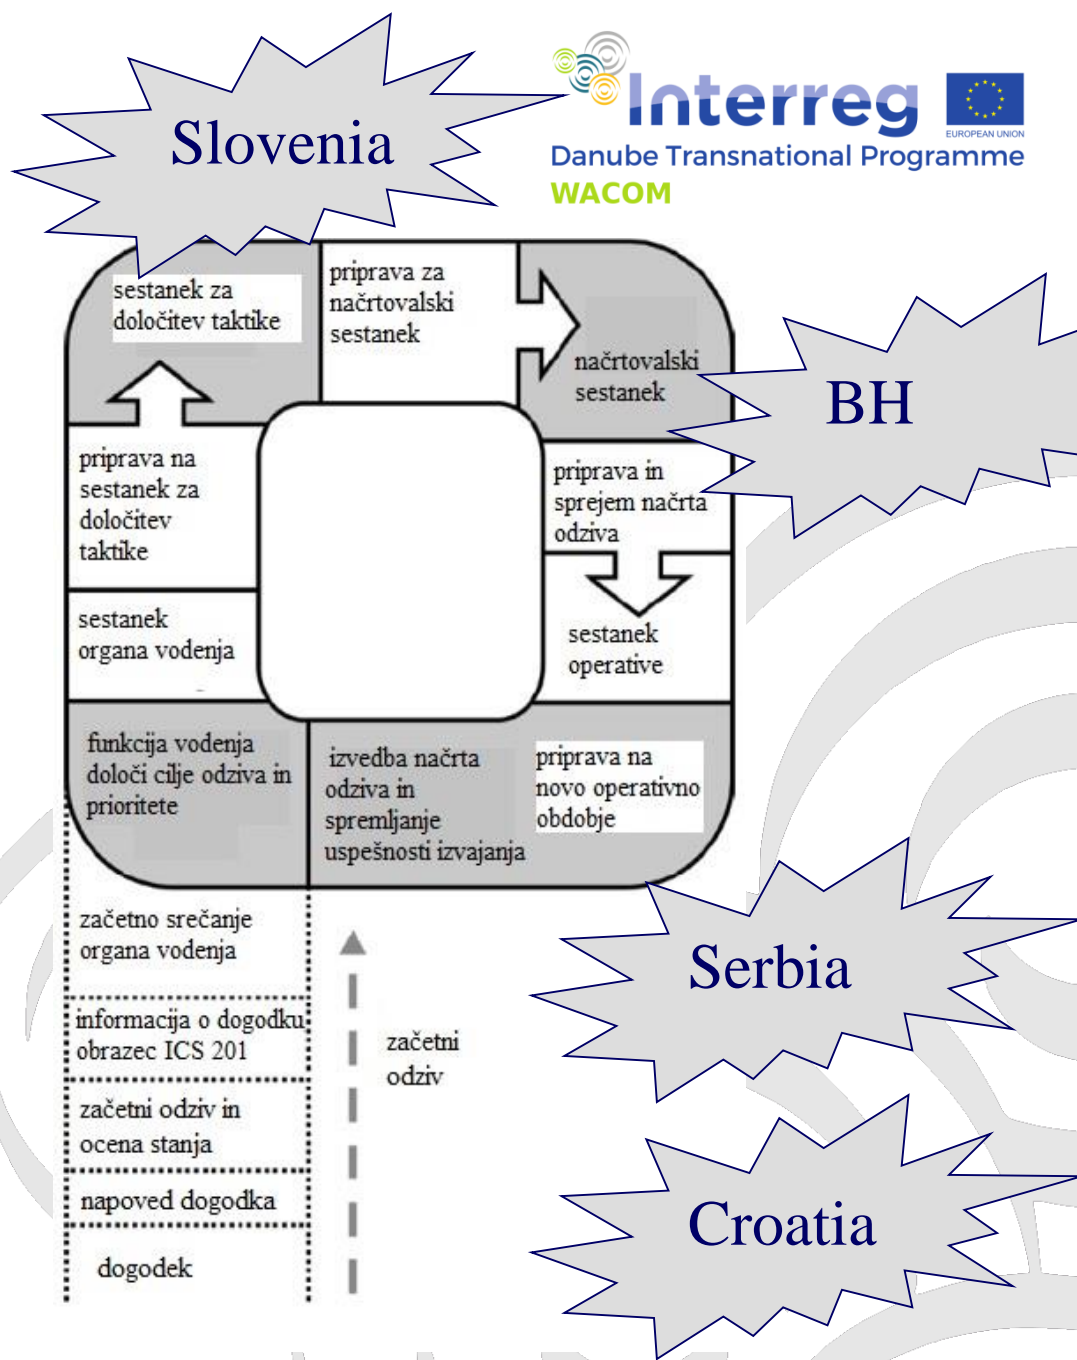 Slovenia
Interreg
EUROPEAN UNION
Danube Transnational Programme
WACOM
sestanek za
določitev taktike
priprava za
načrtovalski
sestanek
načrtovalski
sestanek
BH
priprava na
sestanek za
določitev
taktike
priprava in
sprejem načrta
odziva
sestanek
organa vodenja
sestanek
operative
funkcija vodenja
določi cilje odziva in
prioritete
izvedba načrta
odziva in
spremljanje
uspešnosti izvajanja
priprava na
novo operativno
obdobje
začetno srečanje
organa vodenja
Serbia
informacija o dogodku
obrazec ICS 201
začetni
odziv
začetni odziv in
ocena stanja
napoved dogodka
Croatia
dogodek